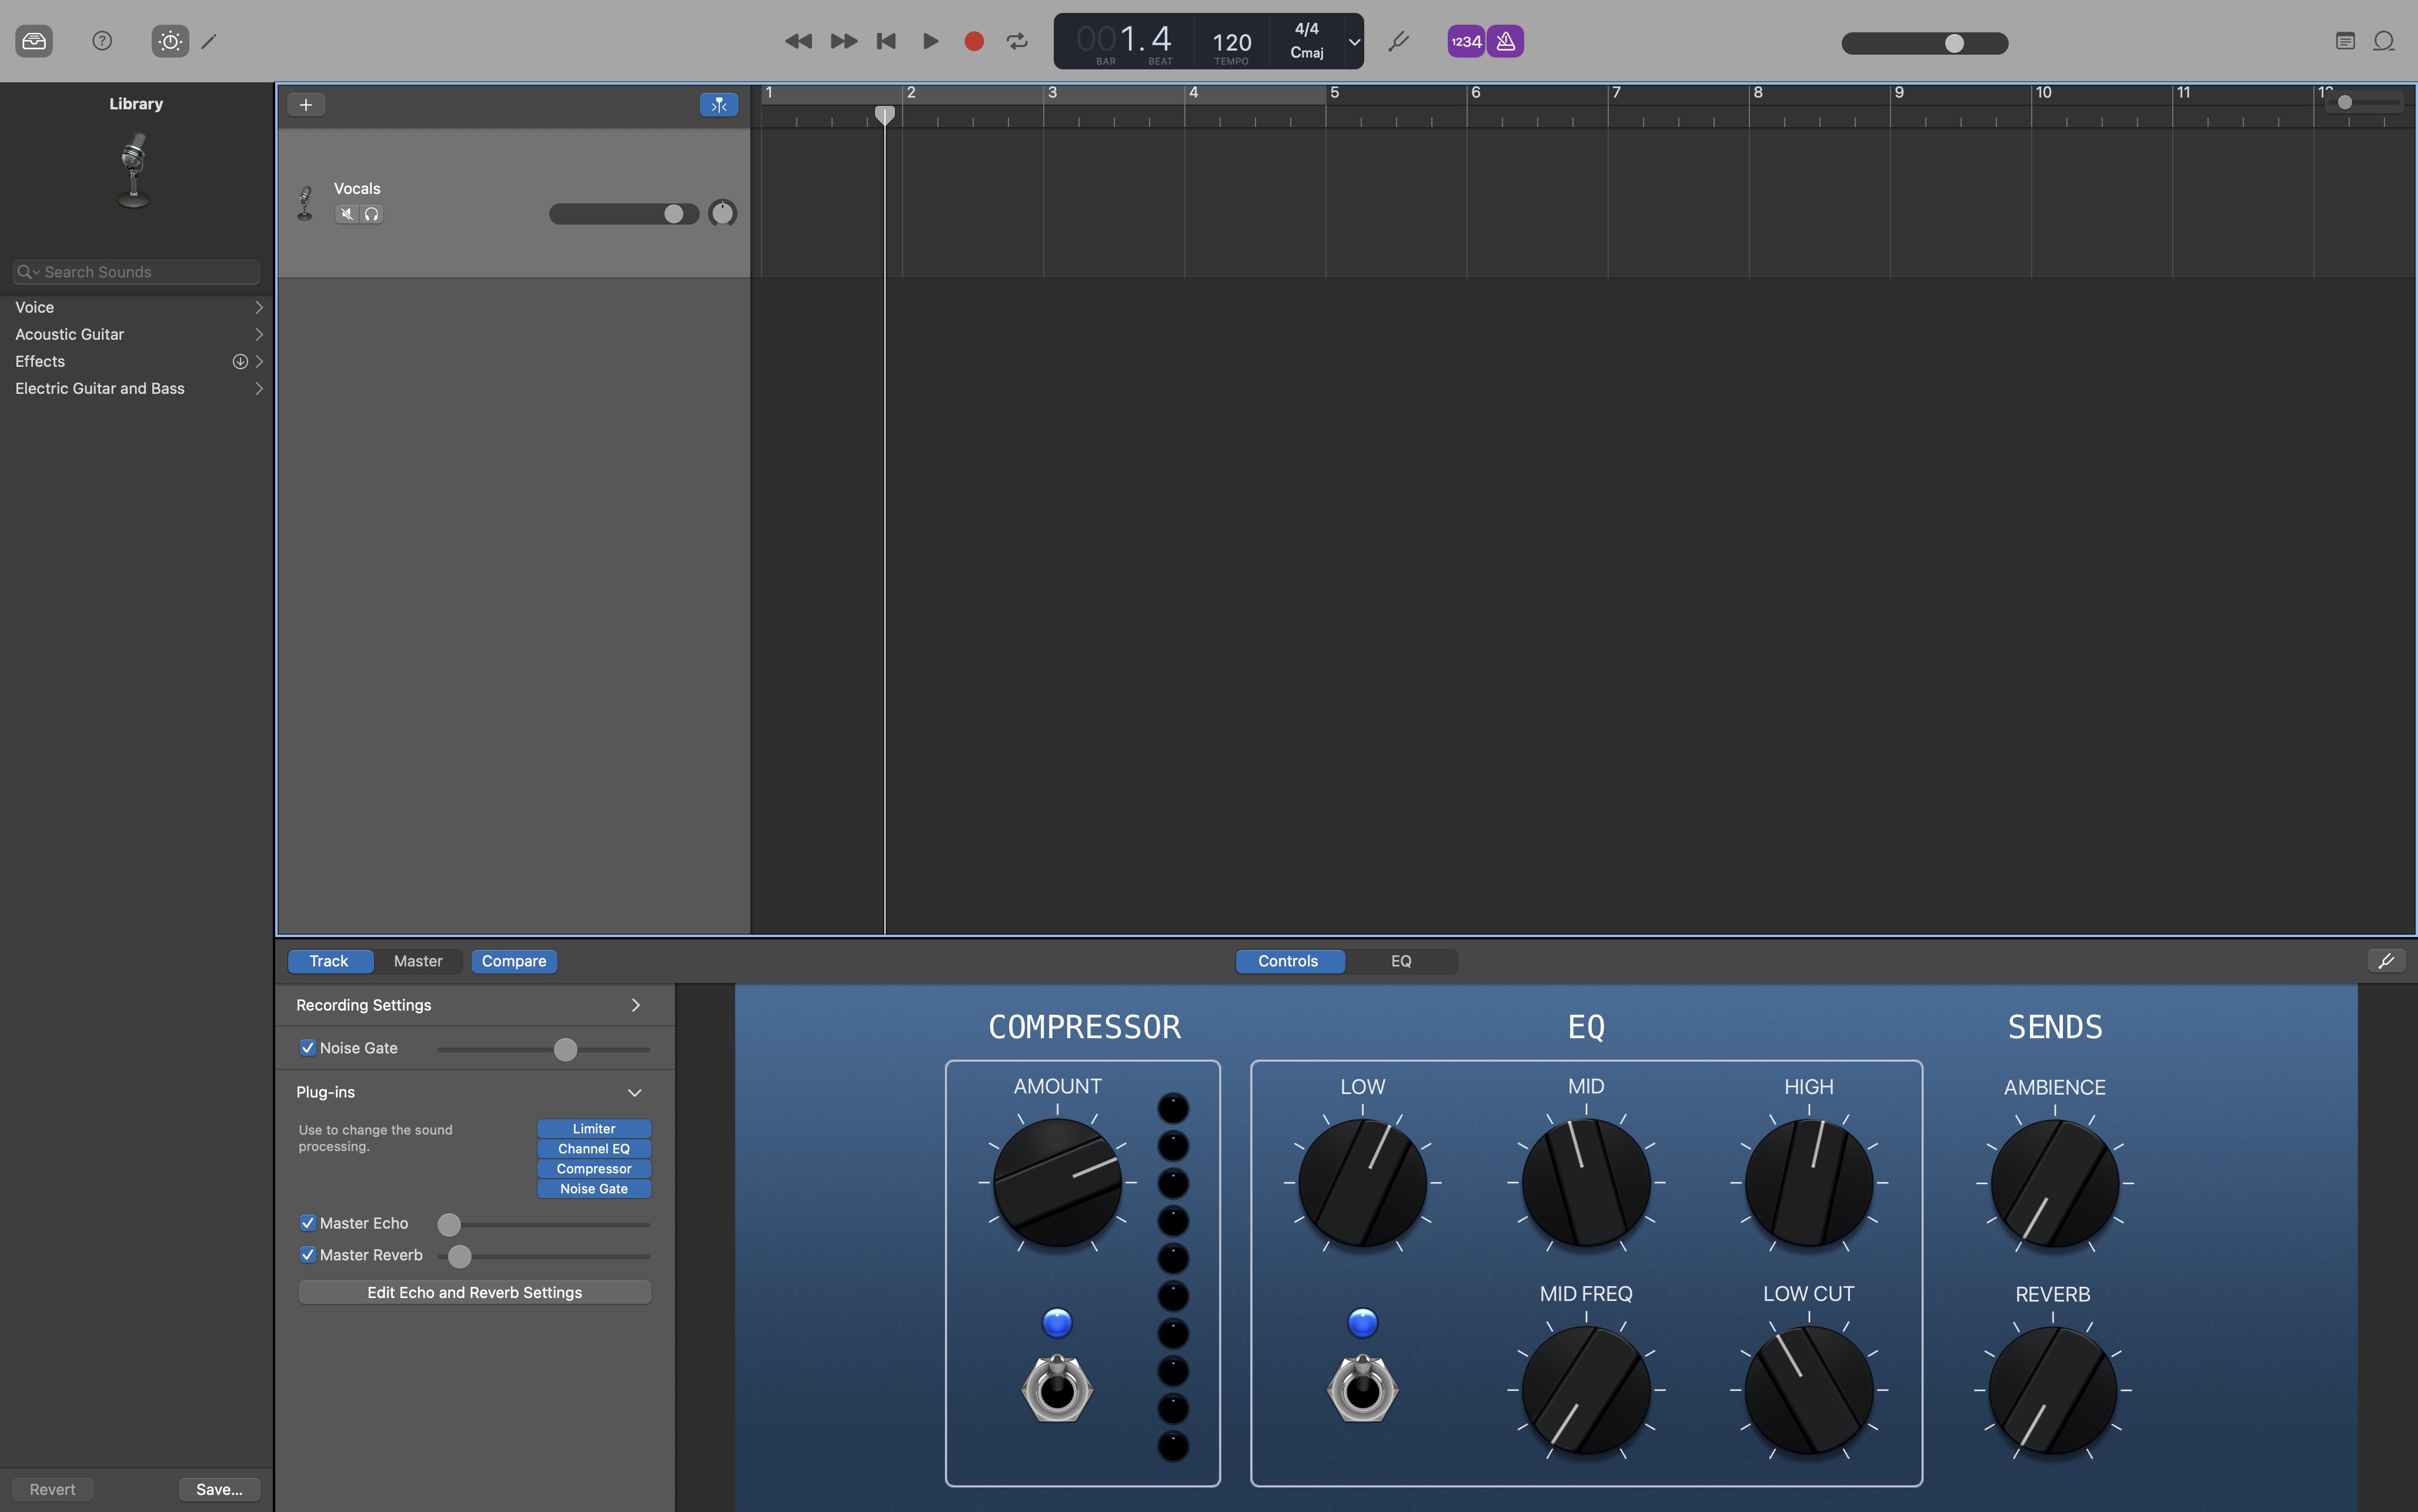 001.4
BAR BEAT
120
TEMPO
4/4
Cmaj
1234
Library
Search Sounds
Voice
Acoustic Guitar
Effects
Electric Guitar and Bass
Revert
Save...
1 2 3 4 5 6 7 8 9 10 11
Vocals
Track
Master
Compare
Controls
EQ
Recording Settings
Noise Gate
Plug-ins
Use to change the sound
processing.
Limiter
Channel EQ
Compressor
Noise Gate
Master Echo
Master Reverb
Edit Echo and Reverb Settings
COMPRESSOR
AMOUNT
EQ
LOW
MID
HIGH
MID FREQ
LOW CUT
SENDS
AMBIENCE
REVERB